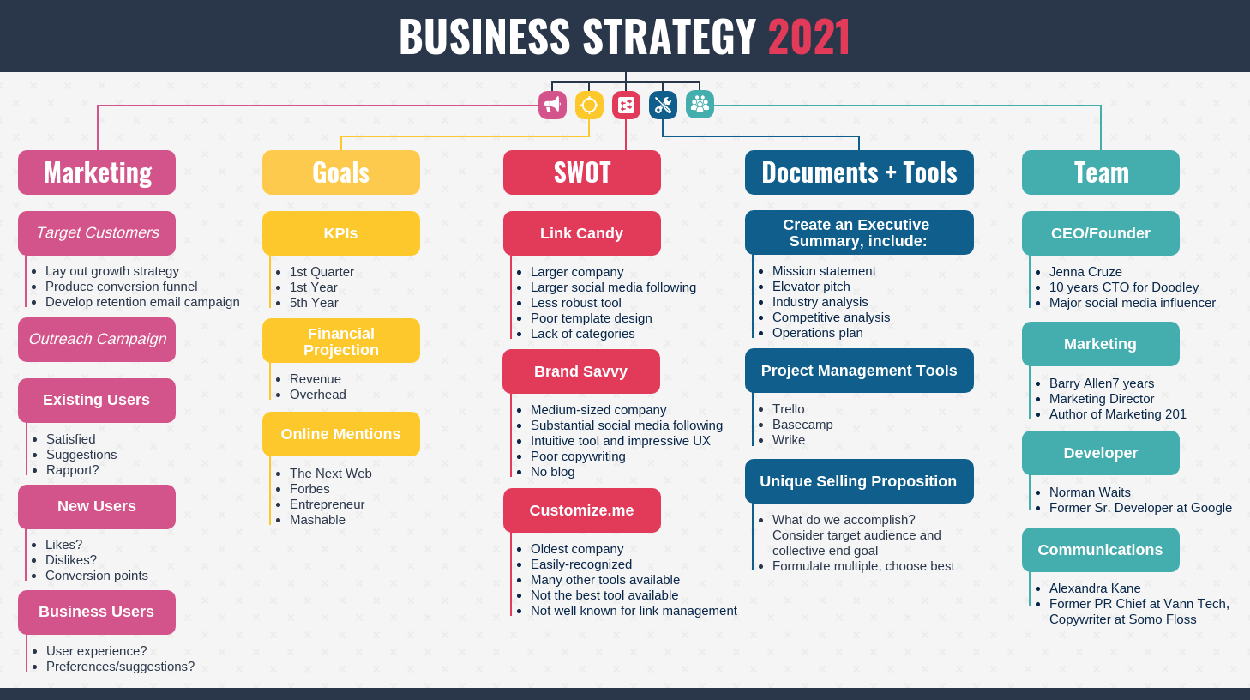 BUSINESS STRATEGY 2021
Marketing
Target Customers
Lay out growth strategy
Produce conversion funnel
Develop retention email campaign
Outreach Campaign
Existing Users
Satisfied
Suggestions
Rapport?
New Users
Likes?
Dislikes?
Conversion points
Business Users
User experience?
Preferences/suggestions?
Goals
KPIs
1st Quarter
1st Year
5th Year
Financial
Projection
Revenue
Overhead
Online Mentions
The Next Web
Forbes
Entrepreneur
Mashable
SWOT
Link Candy
Larger company
Larger social media following
Less robust tool
Poor template design
Lack of categories
Brand Savvy
Medium-sized company
Substantial social media following
Intuitive tool and impressive UX
Poor copywriting
No blog
Customize.me
Oldest company
Easily-recognized
Many other tools available
Not the best tool available
Not well known for link management
Documents + Tools
Create an Executive
Summary, include:
Mission statement
Elevator pitch
Industry analysis
Competitive analysis
Operations plan
Project Management Tools
Trello
Basecamp
Wrike
Unique Selling Proposition
What do we accomplish?
Consider target audience and
collective end goal
Formulate multiple, choose best
Team
CEO/Founder
Jenna Cruze
10 years CTO for Doodley
Major social media influencer
Marketing
Barry Allen7 years
Marketing Director
Author of Marketing 201
Developer
Norman Waits
Former Sr. Developer at Google
Communications
Alexandra Kane
Former PR Chief at Vann Tech,
Copywriter at Somo Floss